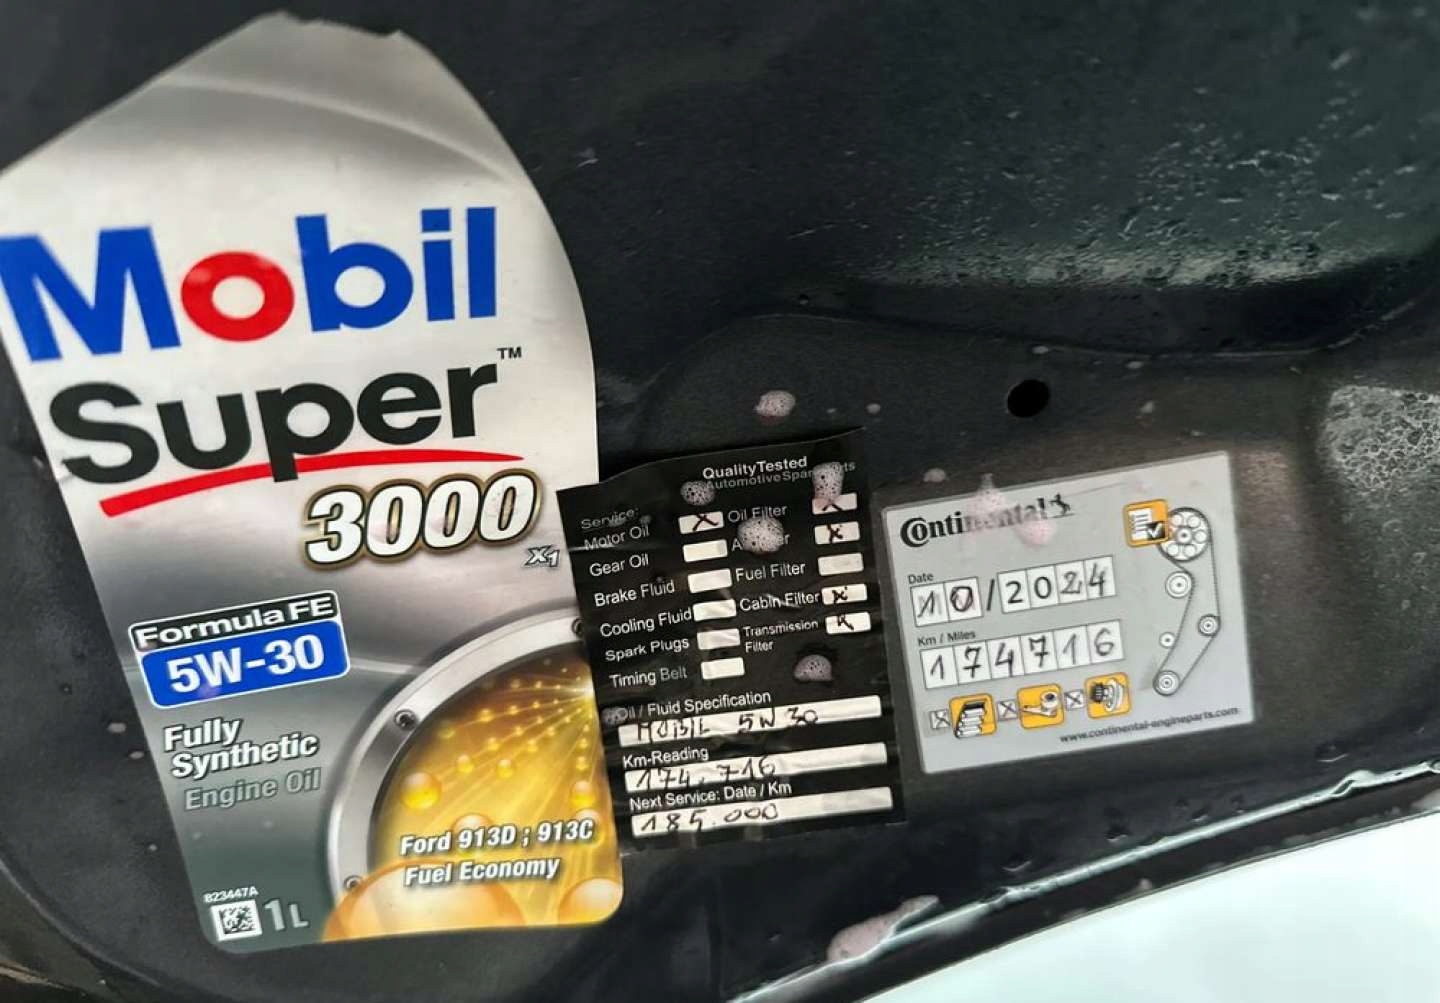 Mobil
Super™
3000
X1
Formula FE
5W-30
Fully
Synthetic
Engine Oil
Ford 913D ; 913C
Fuel Economy
823447A
1L
QualityTested
AutomotiveSpare Parts
Service:
Motor Oil X Oil Filter X
Gear Oil X
Brake Fluid Fuel Filter
Cooling Fluid Cabin Filter X
Spark Plugs Transmission Filter X
Timing Belt
Oil / Fluid Specification
MOBIL 5W30
Km-Reading
174.716
Next Service: Date / Km
185.000
Continental
Date
10/2024
Km / Miles
174716
www.continental-engineparts.com